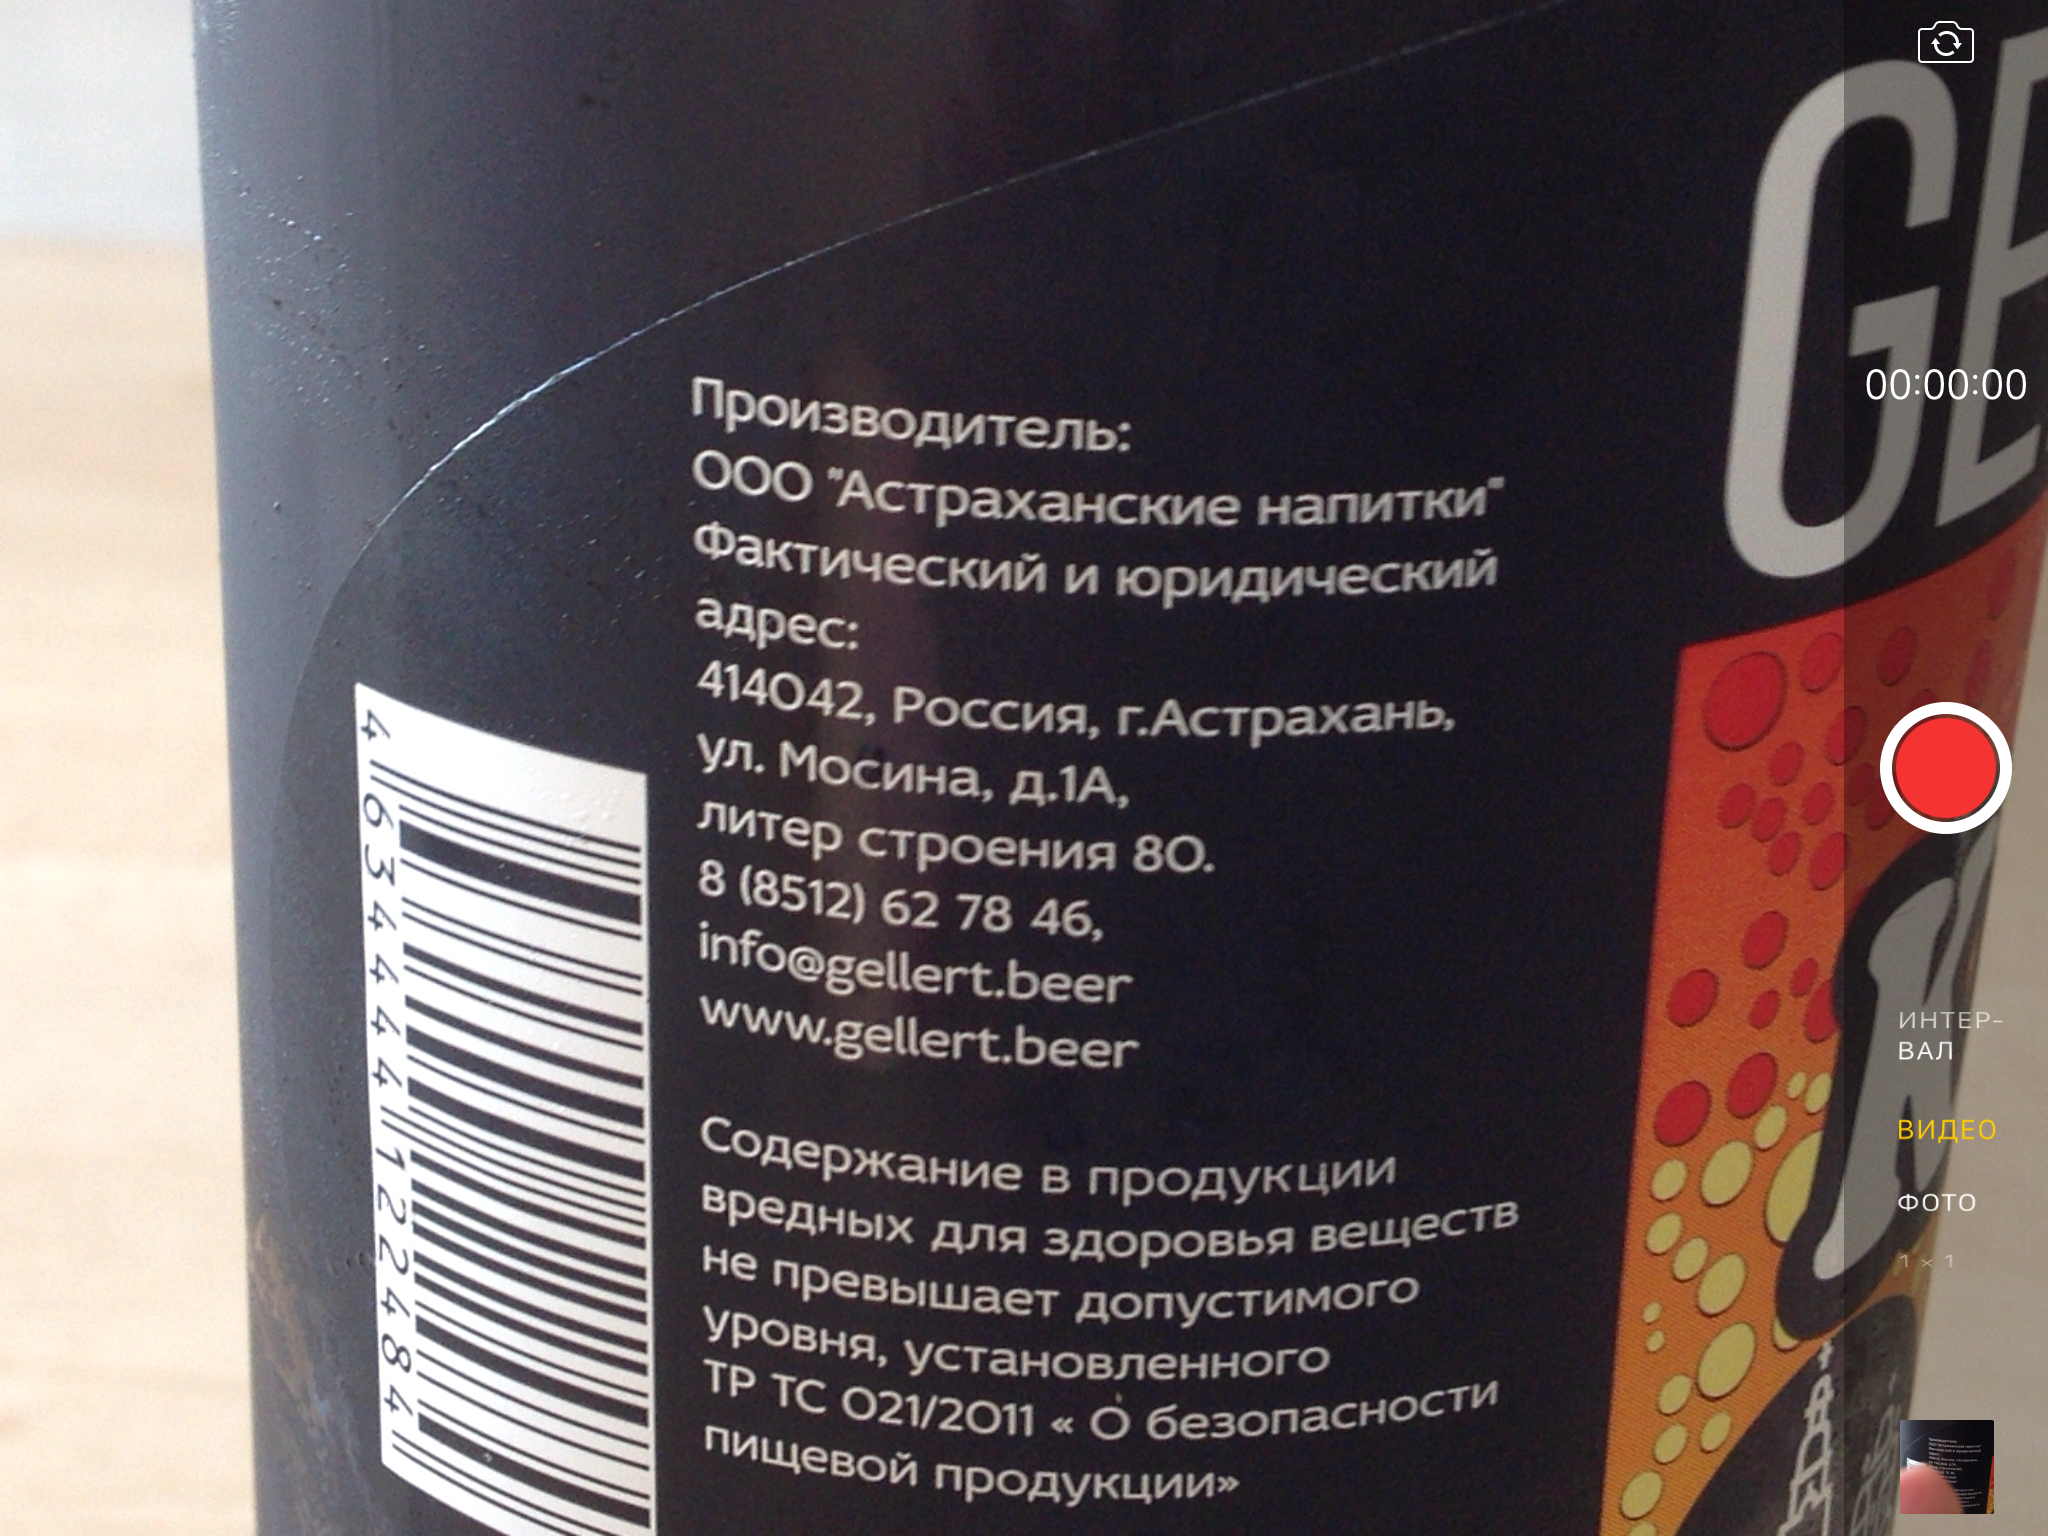 Производитель:
ООО "Астраханские напитки"
Фактический и юридический
адрес:
414042, Россия, г.Астрахань,
ул. Мосина, д.1А,
литер строения 80.
8 (8512) 62 78 46,
info@gellert.beer
www.gellert.beer
Содержание в продукции
вредных для здоровья веществ
не превышает допустимого
уровня, установленного
ТР ТС 021/2011 « О безопасности
пищевой продукции»
4 634444 122484
00:00:00
ИНТЕР-
ВАЛ
ВИДЕО
ФОТО
1 × 1